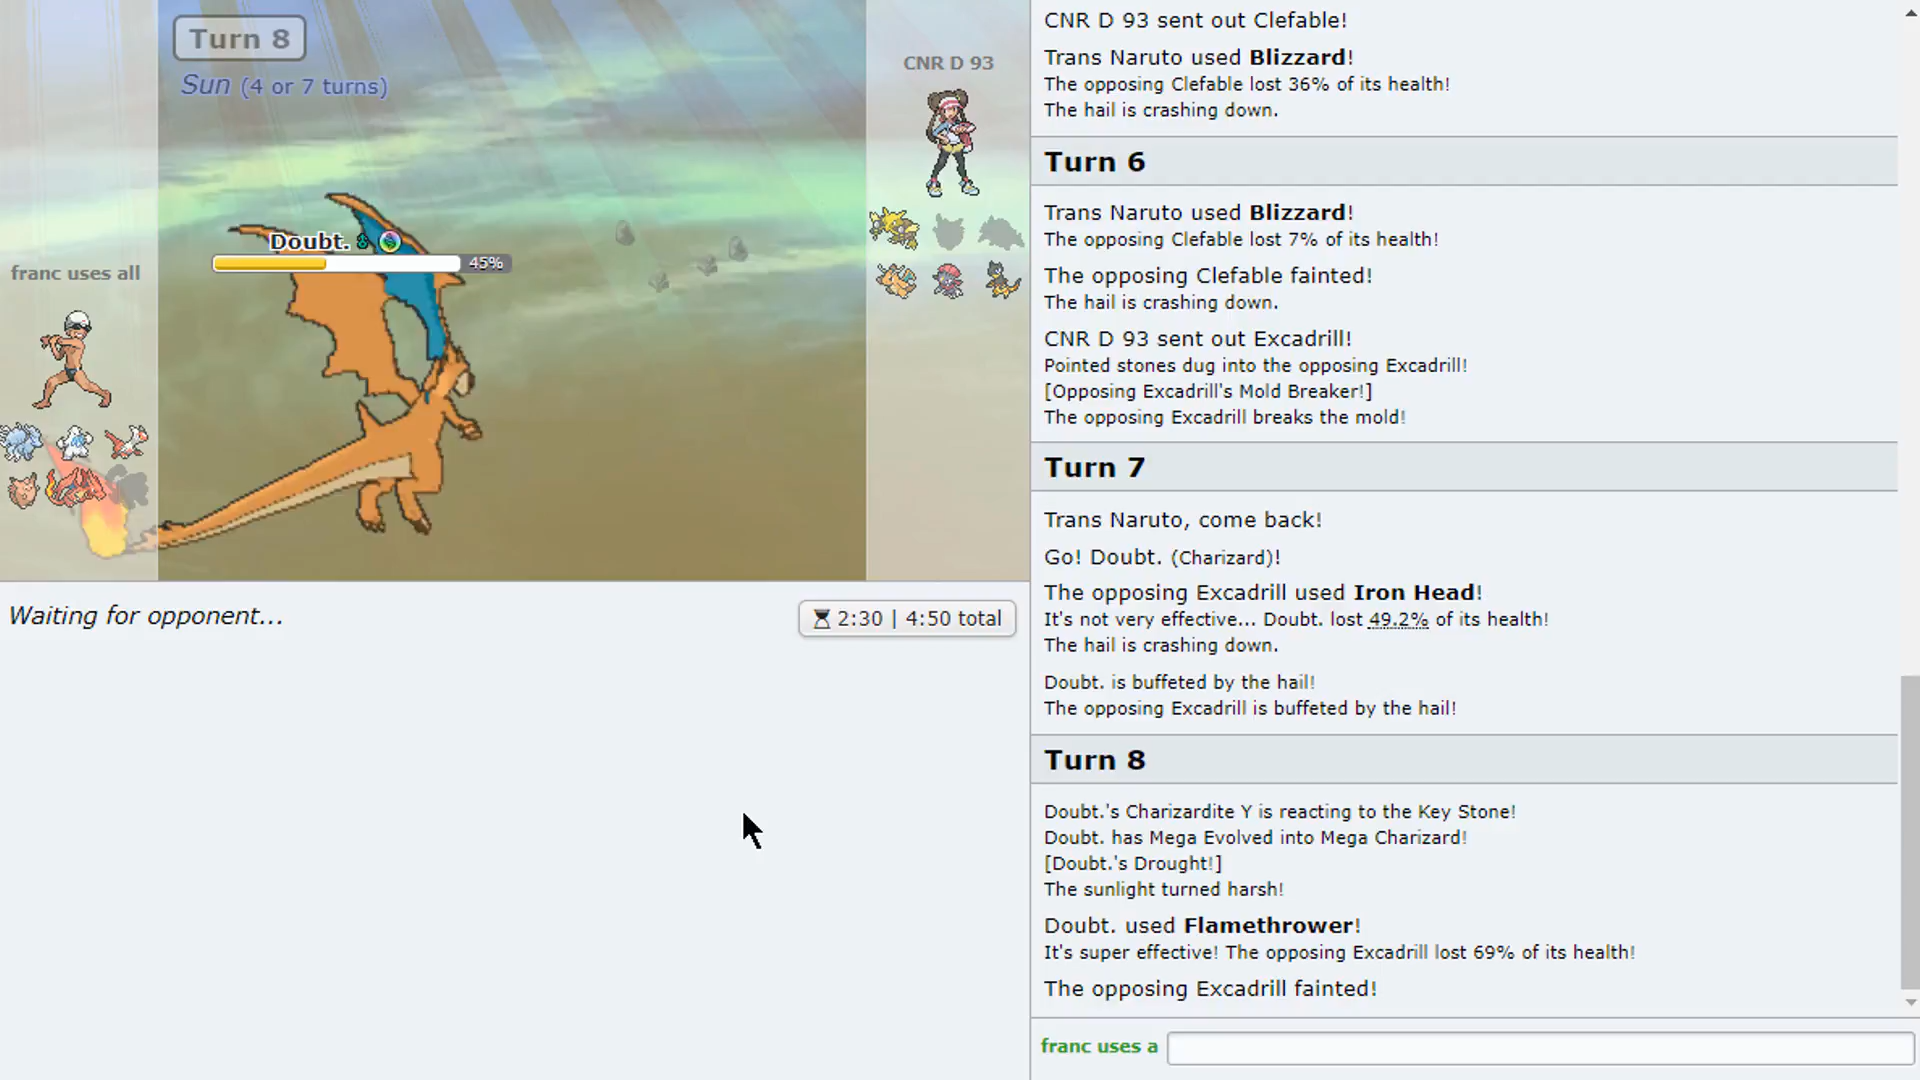 Turn 8
Sun (4 or 7 turns)
CNR D 93
franc uses all
Doubt.
45%
Waiting for opponent...
2:30 | 4:50 total
CNR D 93 sent out Clefable!
Trans Naruto used Blizzard!
The opposing Clefable lost 36% of its health!
The hail is crashing down.
Turn 6
Trans Naruto used Blizzard!
The opposing Clefable lost 7% of its health!
The opposing Clefable fainted!
The hail is crashing down.
CNR D 93 sent out Excadrill!
Pointed stones dug into the opposing Excadrill!
[Opposing Excadrill's Mold Breaker!]
The opposing Excadrill breaks the mold!
Turn 7
Trans Naruto, come back!
Go! Doubt. (Charizard)!
The opposing Excadrill used Iron Head!
It's not very effective... Doubt. lost 49.2% of its health!
The hail is crashing down.
Doubt. is buffeted by the hail!
The opposing Excadrill is buffeted by the hail!
Turn 8
Doubt.'s Charizardite Y is reacting to the Key Stone!
Doubt. has Mega Evolved into Mega Charizard!
[Doubt.'s Drought!]
The sunlight turned harsh!
Doubt. used Flamethrower!
It's super effective! The opposing Excadrill lost 69% of its health!
The opposing Excadrill fainted!
franc uses a